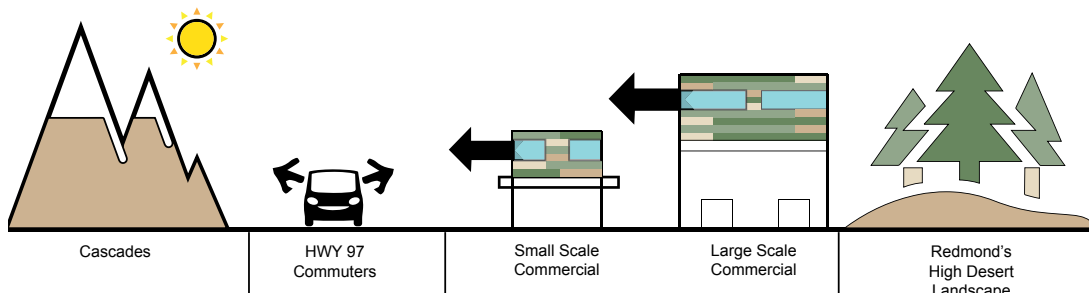 Cascades
HWY 97
Commuters
Small Scale
Commercial
Large Scale
Commercial
Redmond's
High Desert
Landscape